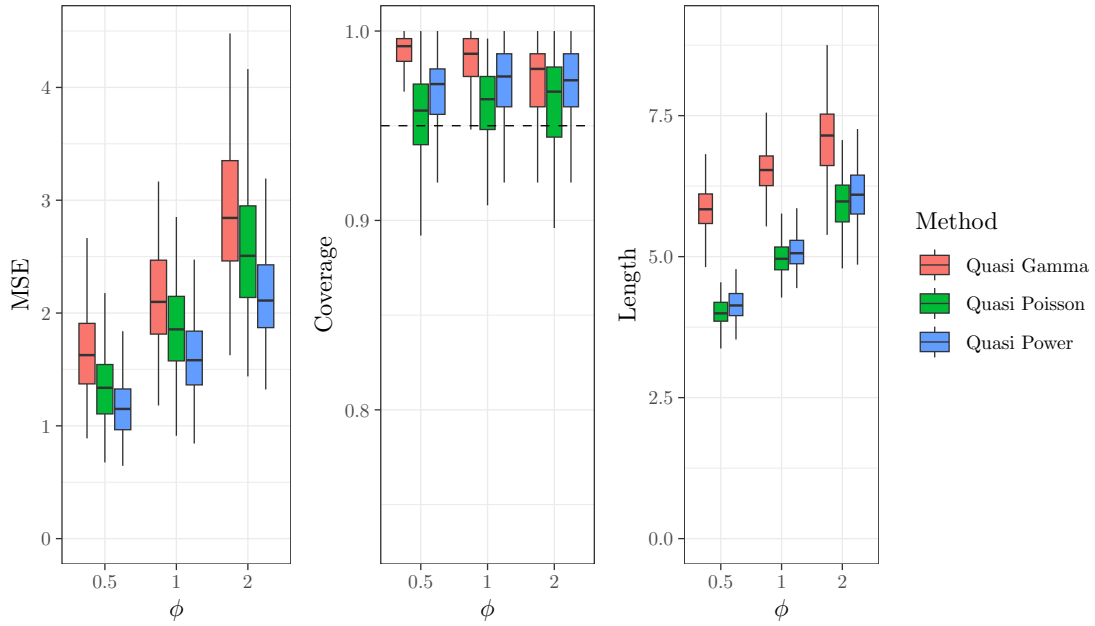 MSE
4
3
2
1
0
0.5 1 2
ϕ
Coverage
1.0
0.9
0.8
0.5 1 2
ϕ
Length
7.5
5.0
2.5
0.0
0.5 1 2
ϕ
Method
Quasi Gamma
Quasi Poisson
Quasi Power